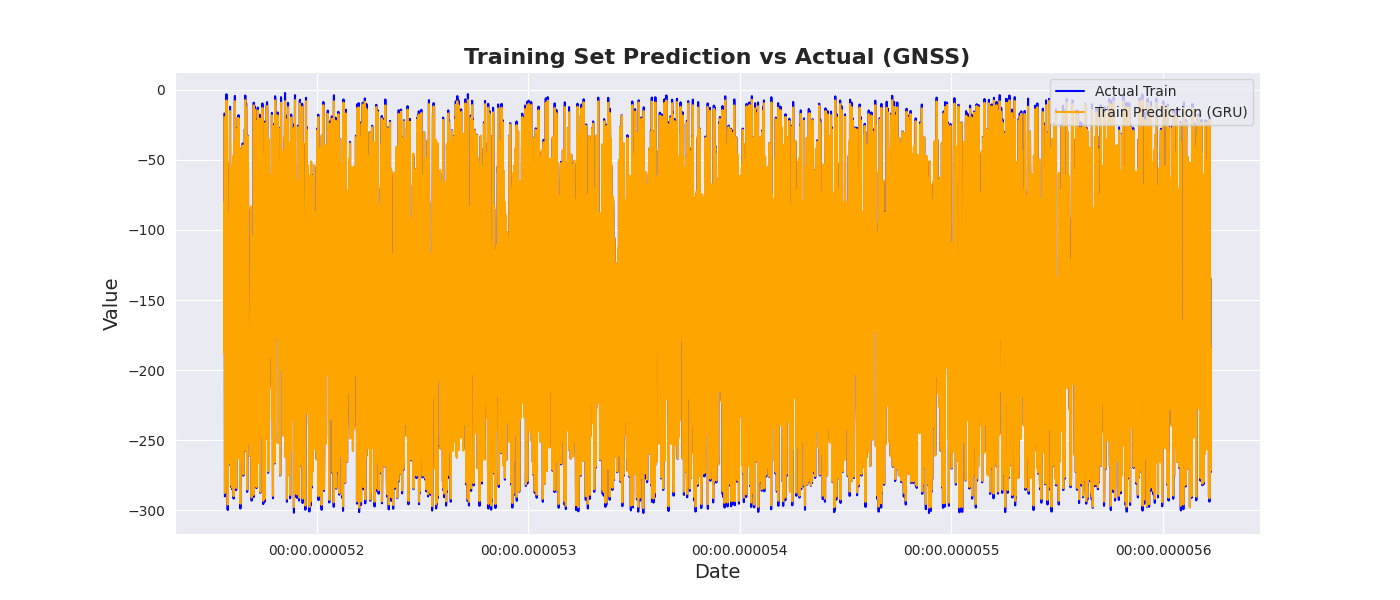 Training Set Prediction vs Actual (GNSS)
Actual Train
Train Prediction (GRU)
Value
0
−50
−100
−150
−200
−250
−300
00:00.000052
00:00.000053
00:00.000054
00:00.000055
00:00.000056
Date